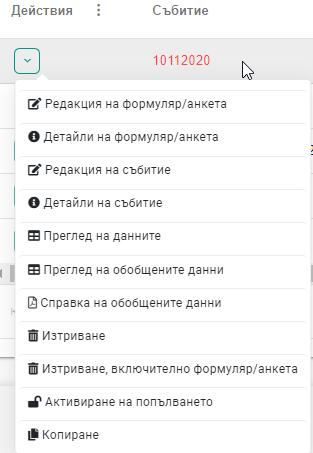 Действия Събитие
10112020
Редакция на формуляр/анкета
Детайли на формуляр/анкета
Редакция на събитие
Детайли на събитие
Преглед на данните
Преглед на обобщените данни
Справка на обобщените данни
Изтриване
Изтриване, включително формуляр/анкета
Активиране на попълването
Копиране